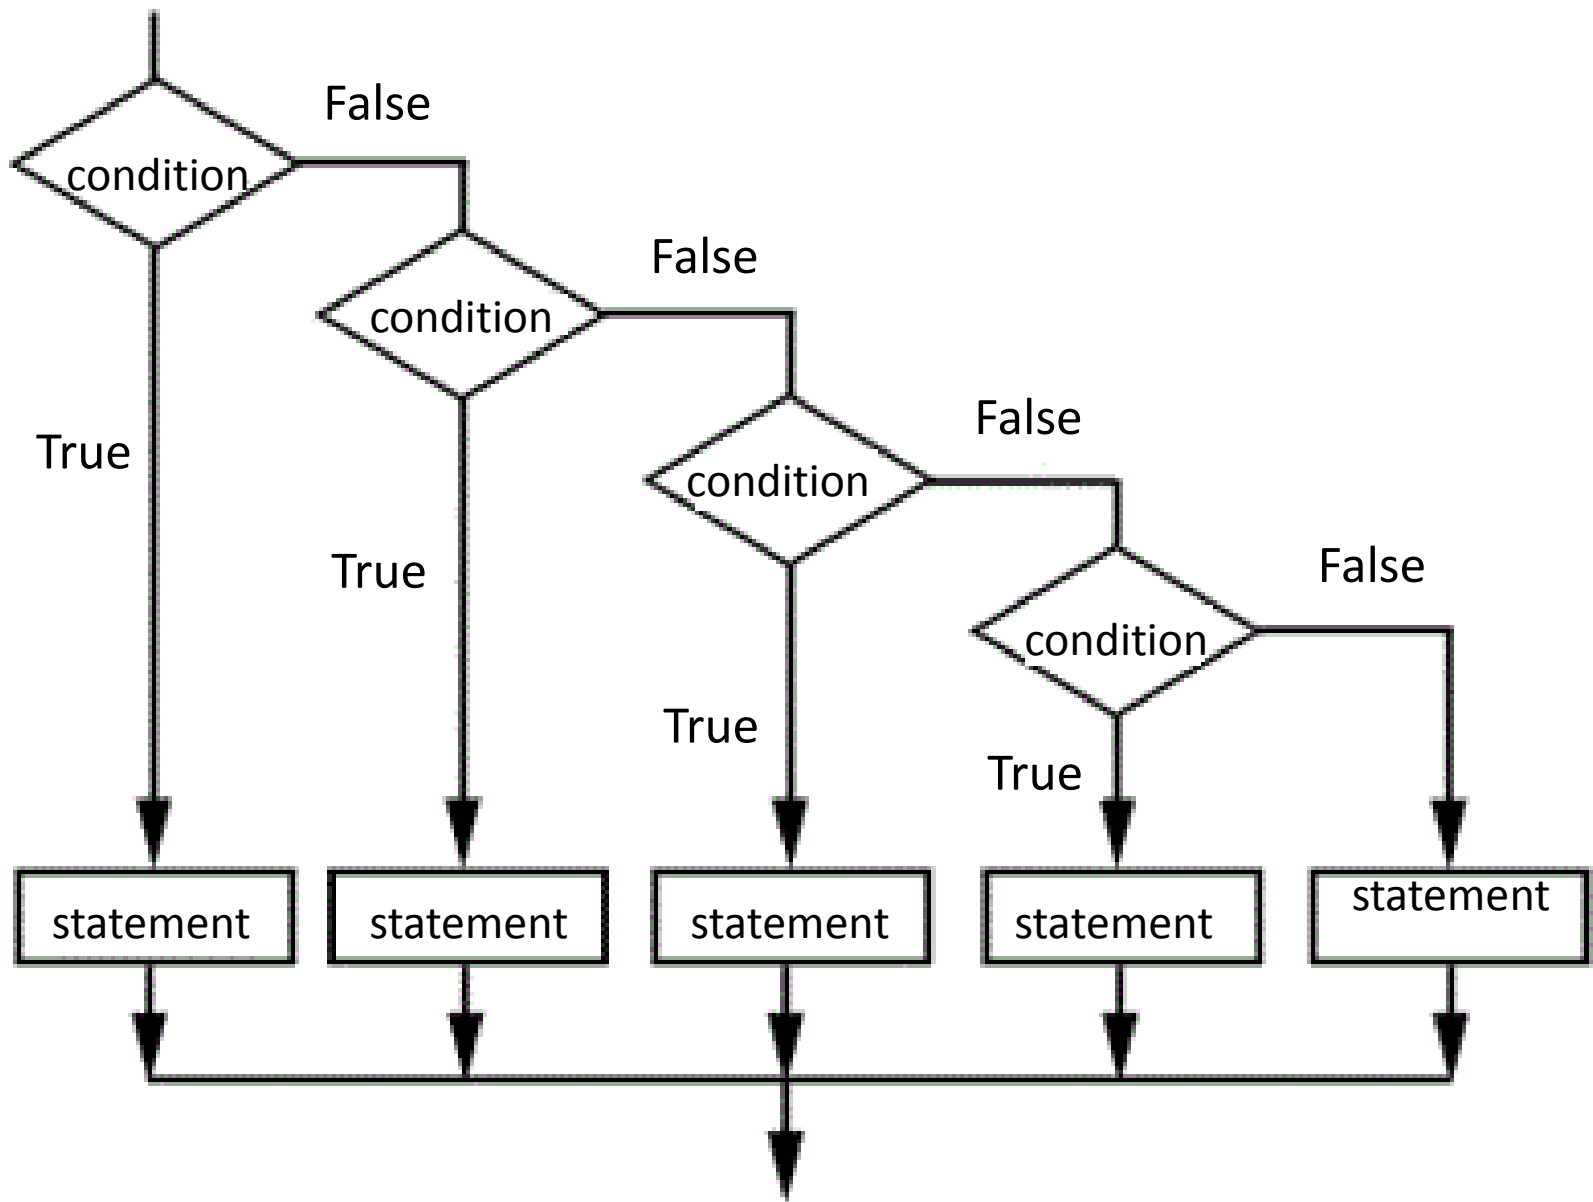 False
condition
False
condition
False
condition
True
False
True
condition
True
True
statement
statement
statement
statement
statement